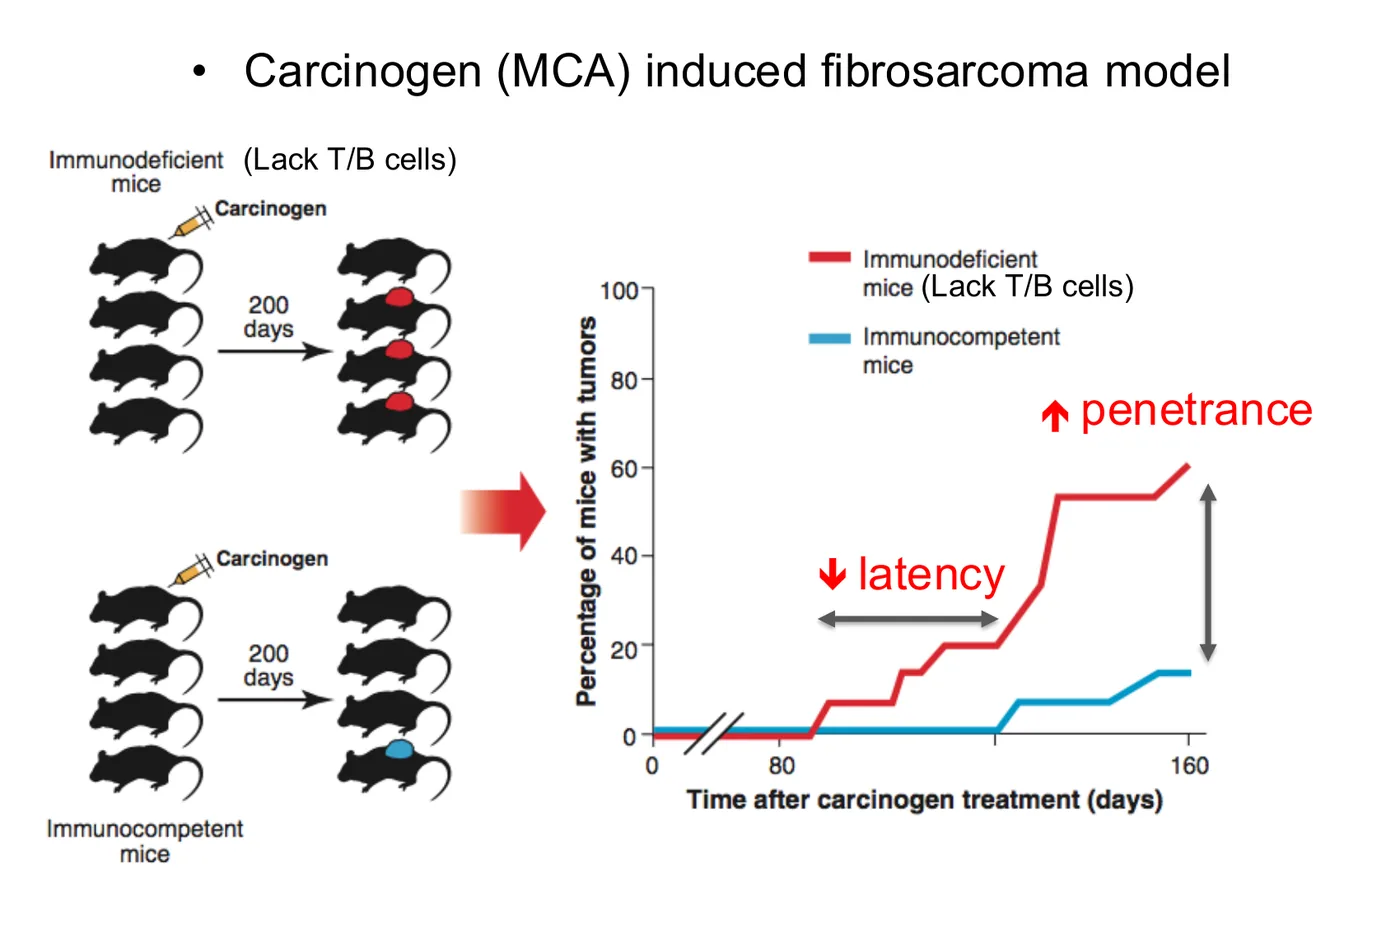 • Carcinogen (MCA) induced fibrosarcoma model
Immunodeficient (Lack T/B cells)
mice
Carcinogen
200
days
Carcinogen
200
days
Immunocompetent
mice
Immunodeficient
mice (Lack T/B cells)
Immunocompetent
mice
Percentage of mice with tumors
100
80
60
40
20
0
↑ penetrance
↓ latency
0 80 160
Time after carcinogen treatment (days)